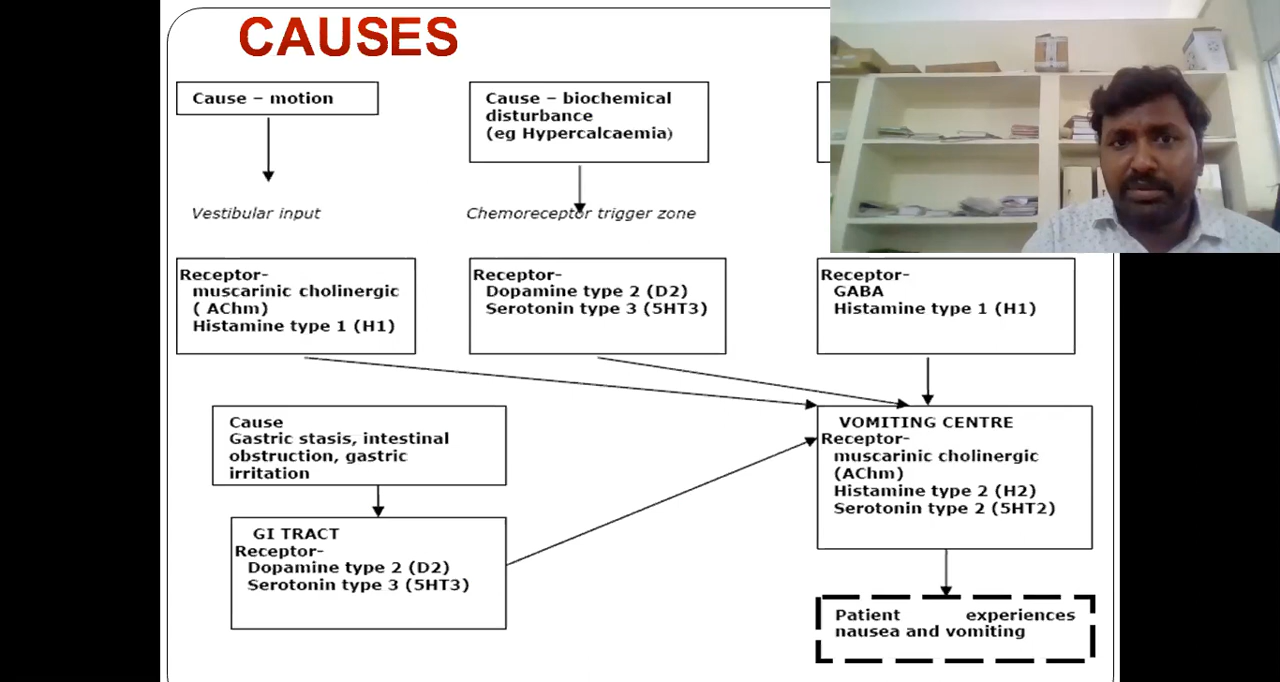 CAUSES
Cause – motion
Cause – biochemical
disturbance
(eg Hypercalcaemia)
Vestibular input
Chemoreceptor trigger zone
Receptor-
muscarinic cholinergic
( AChm)
Histamine type 1 (H1)
Receptor-
Dopamine type 2 (D2)
Serotonin type 3 (5HT3)
Receptor-
GABA
Histamine type 1 (H1)
Cause
Gastric stasis, intestinal
obstruction, gastric
irritation
VOMITING CENTRE
Receptor-
muscarinic cholinergic
(AChm)
Histamine type 2 (H2)
Serotonin type 2 (5HT2)
GI TRACT
Receptor-
Dopamine type 2 (D2)
Serotonin type 3 (5HT3)
Patient experiences
nausea and vomiting